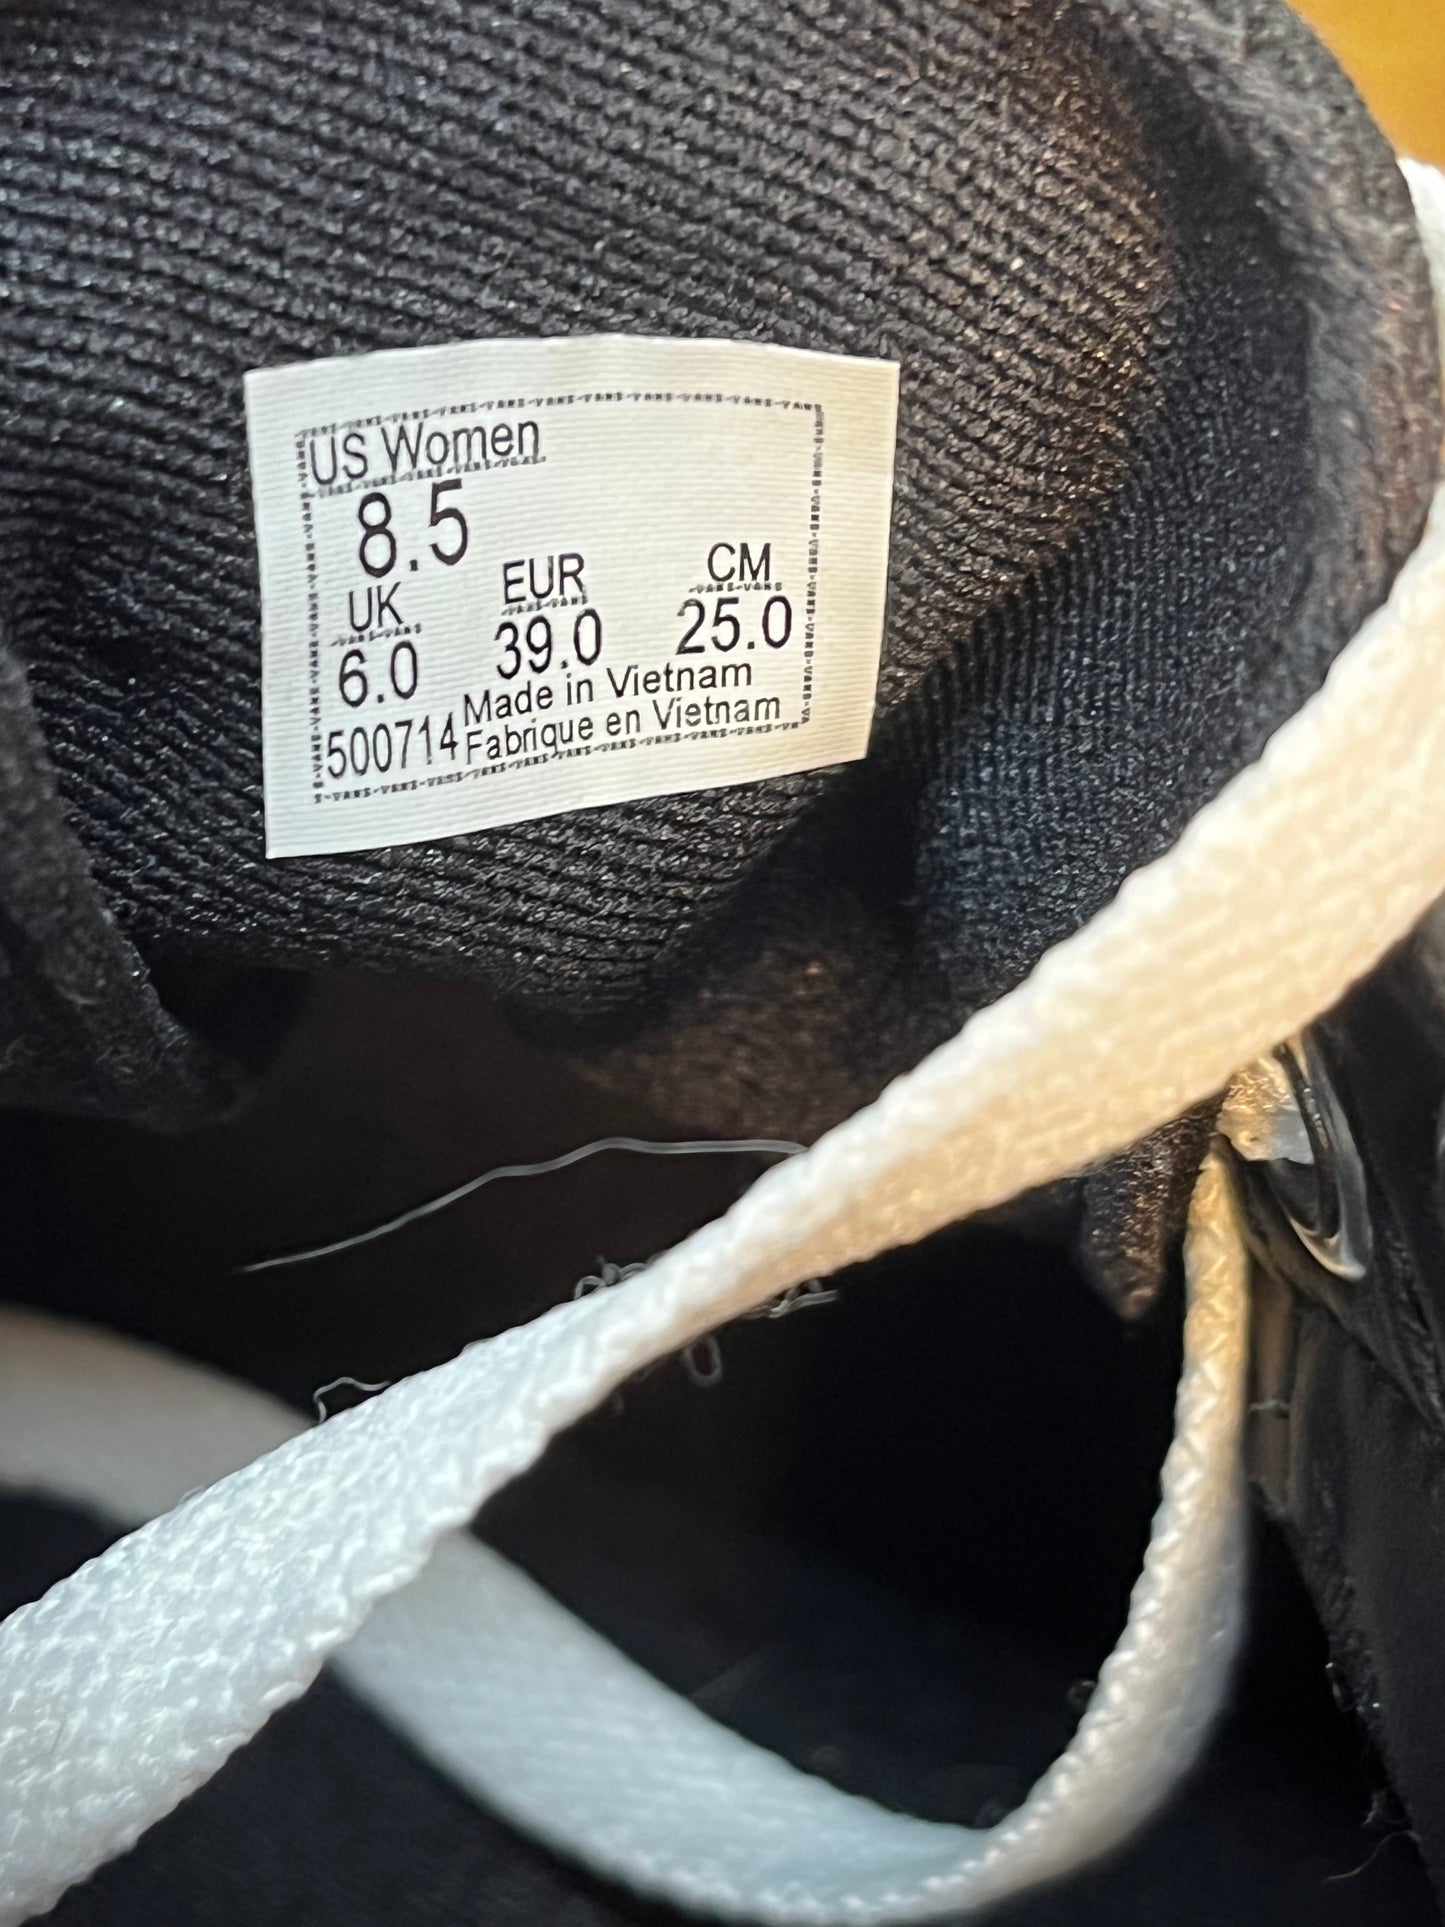 US Women
8.5
UK EUR CM
6.0 39.0 25.0
Made in Vietnam
500714 Fabrique en Vietnam